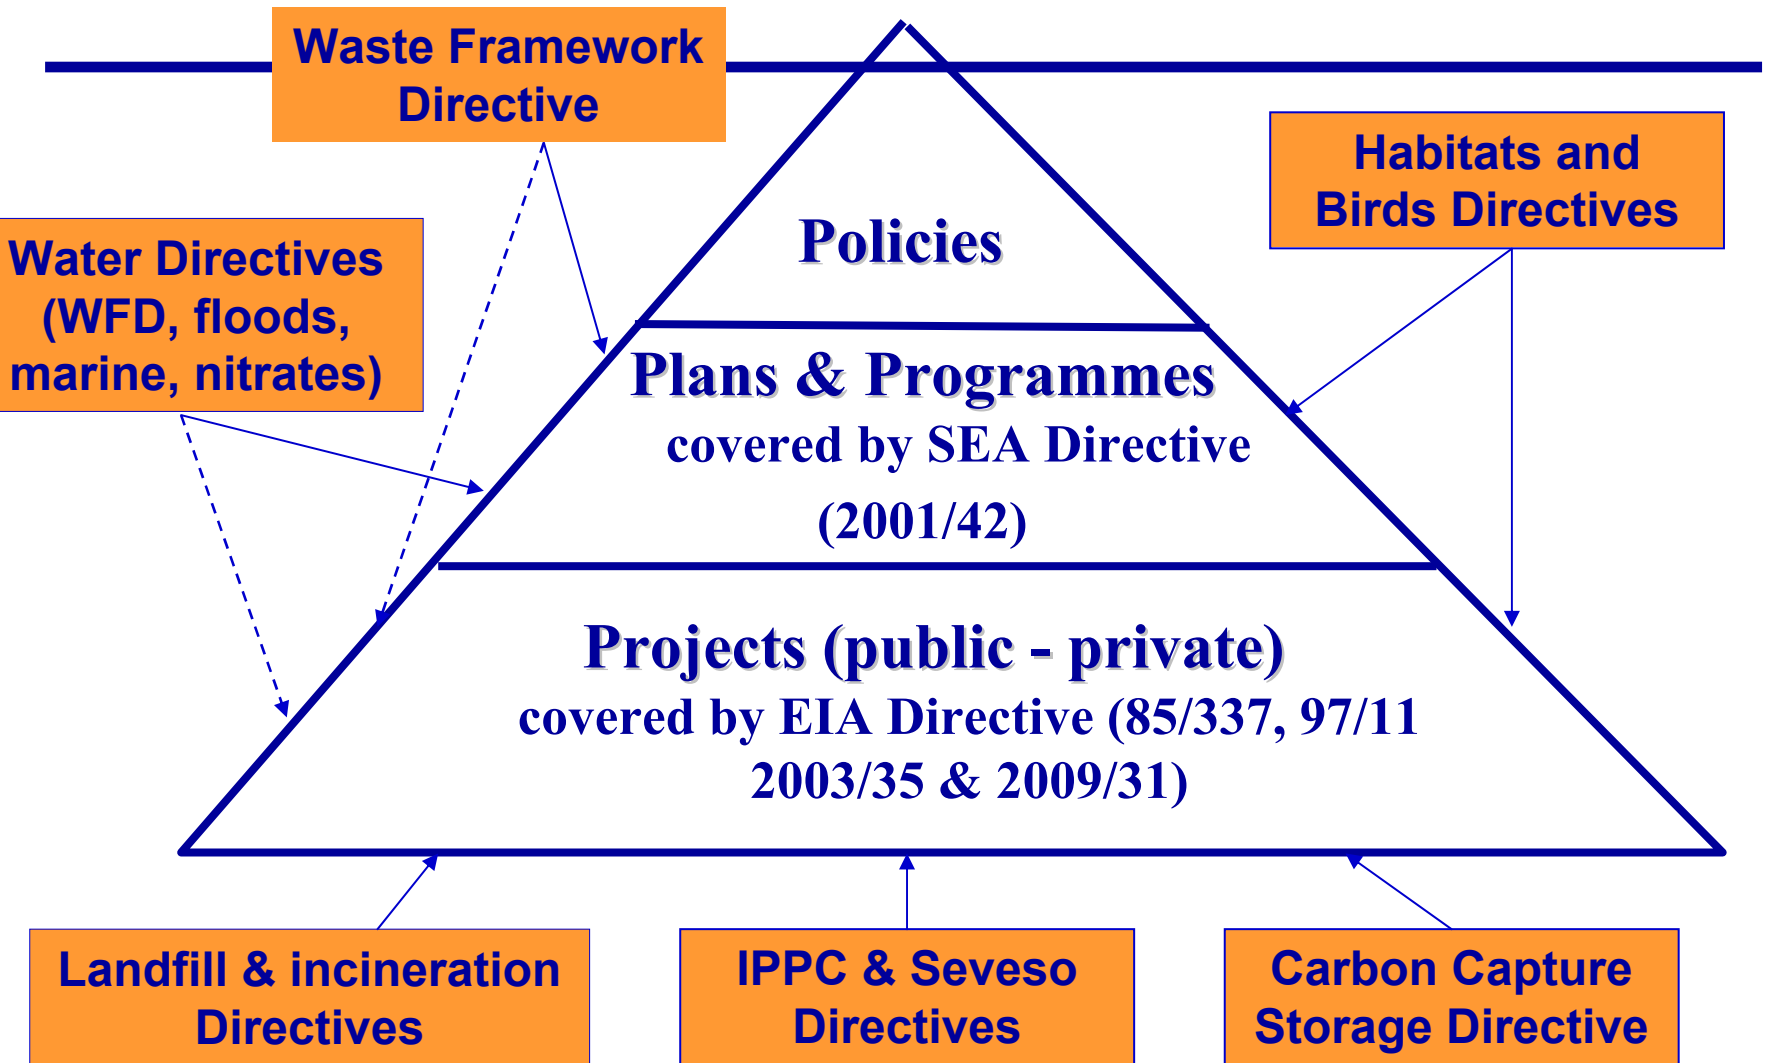 Waste Framework
Directive
Habitats and
Birds Directives
Water Directives
(WFD, floods,
marine, nitrates)
Policies
Plans & Programmes
covered by SEA Directive
(2001/42)
Projects (public - private)
covered by EIA Directive (85/337, 97/11
2003/35 & 2009/31)
Landfill & incineration
Directives
IPPC & Seveso
Directives
Carbon Capture
Storage Directive